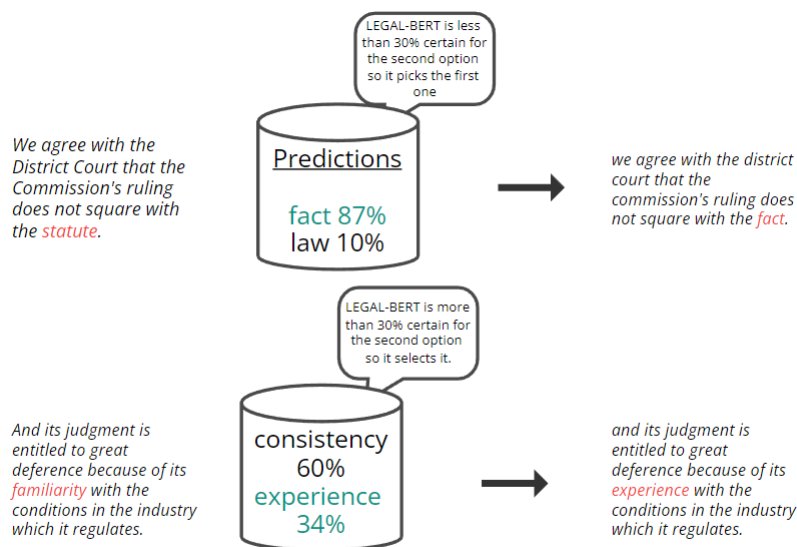 LEGAL-BERT is less
than 30% certain for
the second option
so it picks the first
one
We agree with the
District Court that the
Commission's ruling
does not square with
the statute.
Predictions
fact 87%
law 10%
we agree with the district
court that the
commission's ruling does
not square with the fact.
LEGAL-BERT is more
than 30% certain for
the second option
so it selects it.
And its judgment is
entitled to great
deference because of its
familiarity with the
conditions in the industry
which it regulates.
consistency
60%
experience
34%
and its judgment is
entitled to great
deference because of its
experience with the
conditions in the industry
which it regulates.